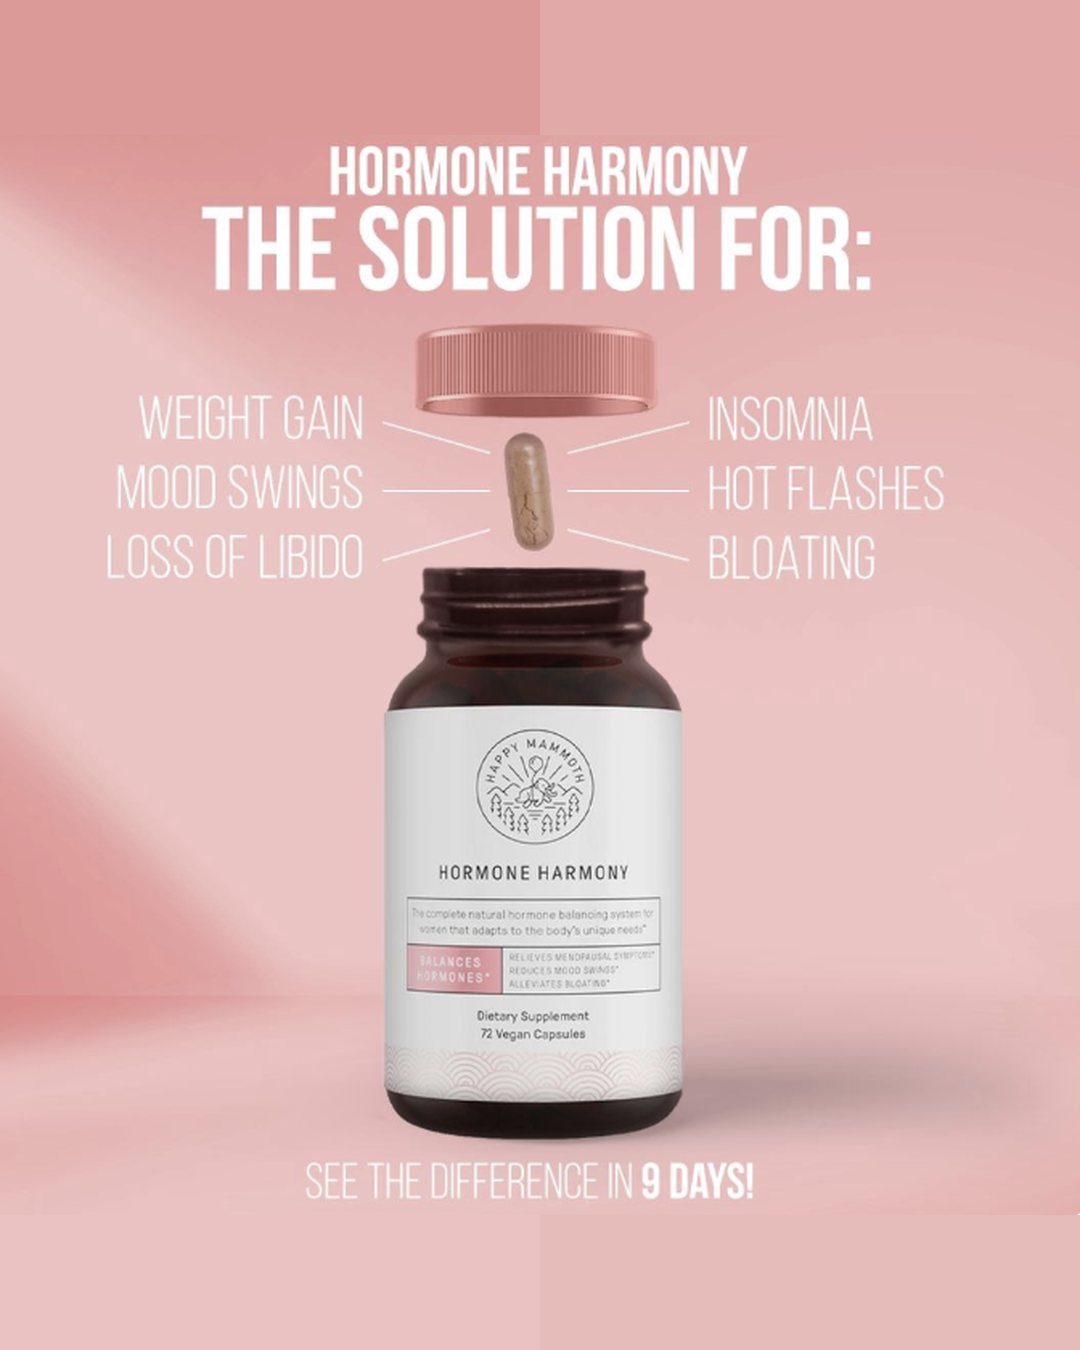 HORMONE HARMONY
THE SOLUTION FOR:
WEIGHT GAIN
MOOD SWINGS
LOSS OF LIBIDO
INSOMNIA
HOT FLASHES
BLOATING
HAPPY MAMMOTH
HORMONE HARMONY
The complete natural hormone balancing system for
women that adapts to the body's unique needs*
BALANCES
HORMONES*
RELIEVES MENOPAUSAL SYMPTOMS*
REDUCES MOOD SWINGS*
ALLEVIATES BLOATING*
Dietary Supplement
72 Vegan Capsules
SEE THE DIFFERENCE IN 9 DAYS!